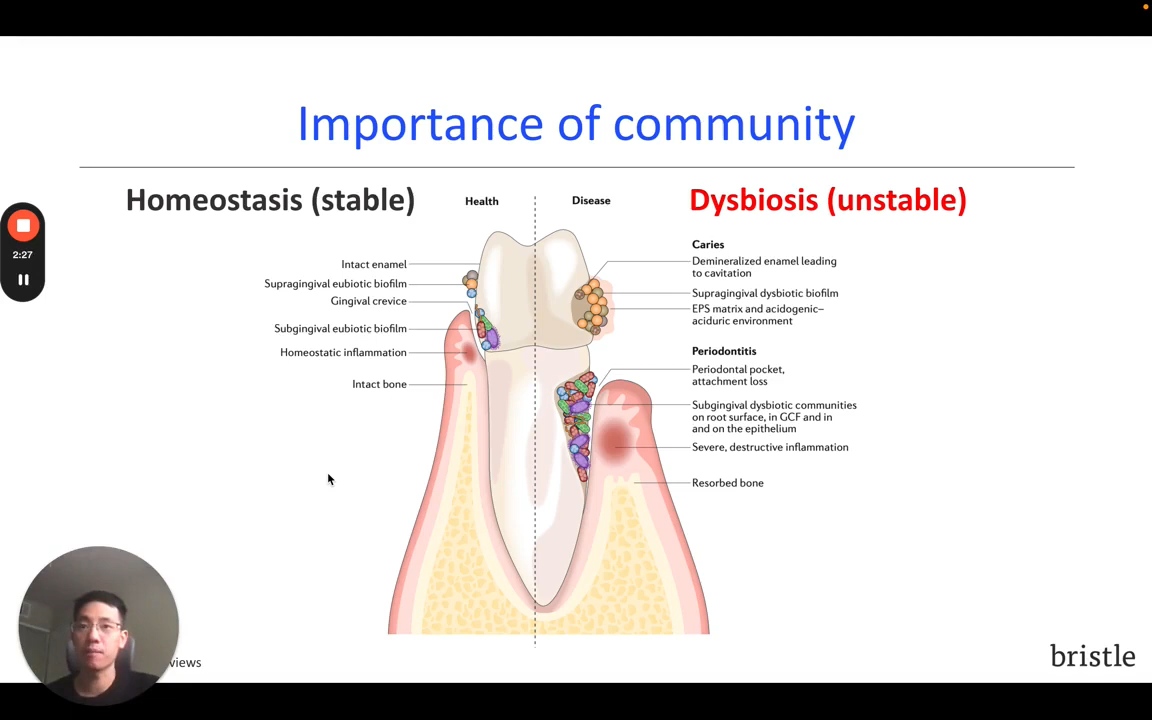 Importance of community
Homeostasis (stable)
Health
Disease
Dysbiosis (unstable)
Intact enamel
Supragingival eubiotic biofilm
Gingival crevice
Subgingival eubiotic biofilm
Homeostatic inflammation
Intact bone
Caries
Demineralized enamel leading
to cavitation
Supragingival dysbiotic biofilm
EPS matrix and acidogenic–
aciduric environment
Periodontitis
Periodontal pocket,
attachment loss
Subgingival dysbiotic communities
on root surface, in GCF and in
and on the epithelium
Severe, destructive inflammation
Resorbed bone
2:27
views
bristle